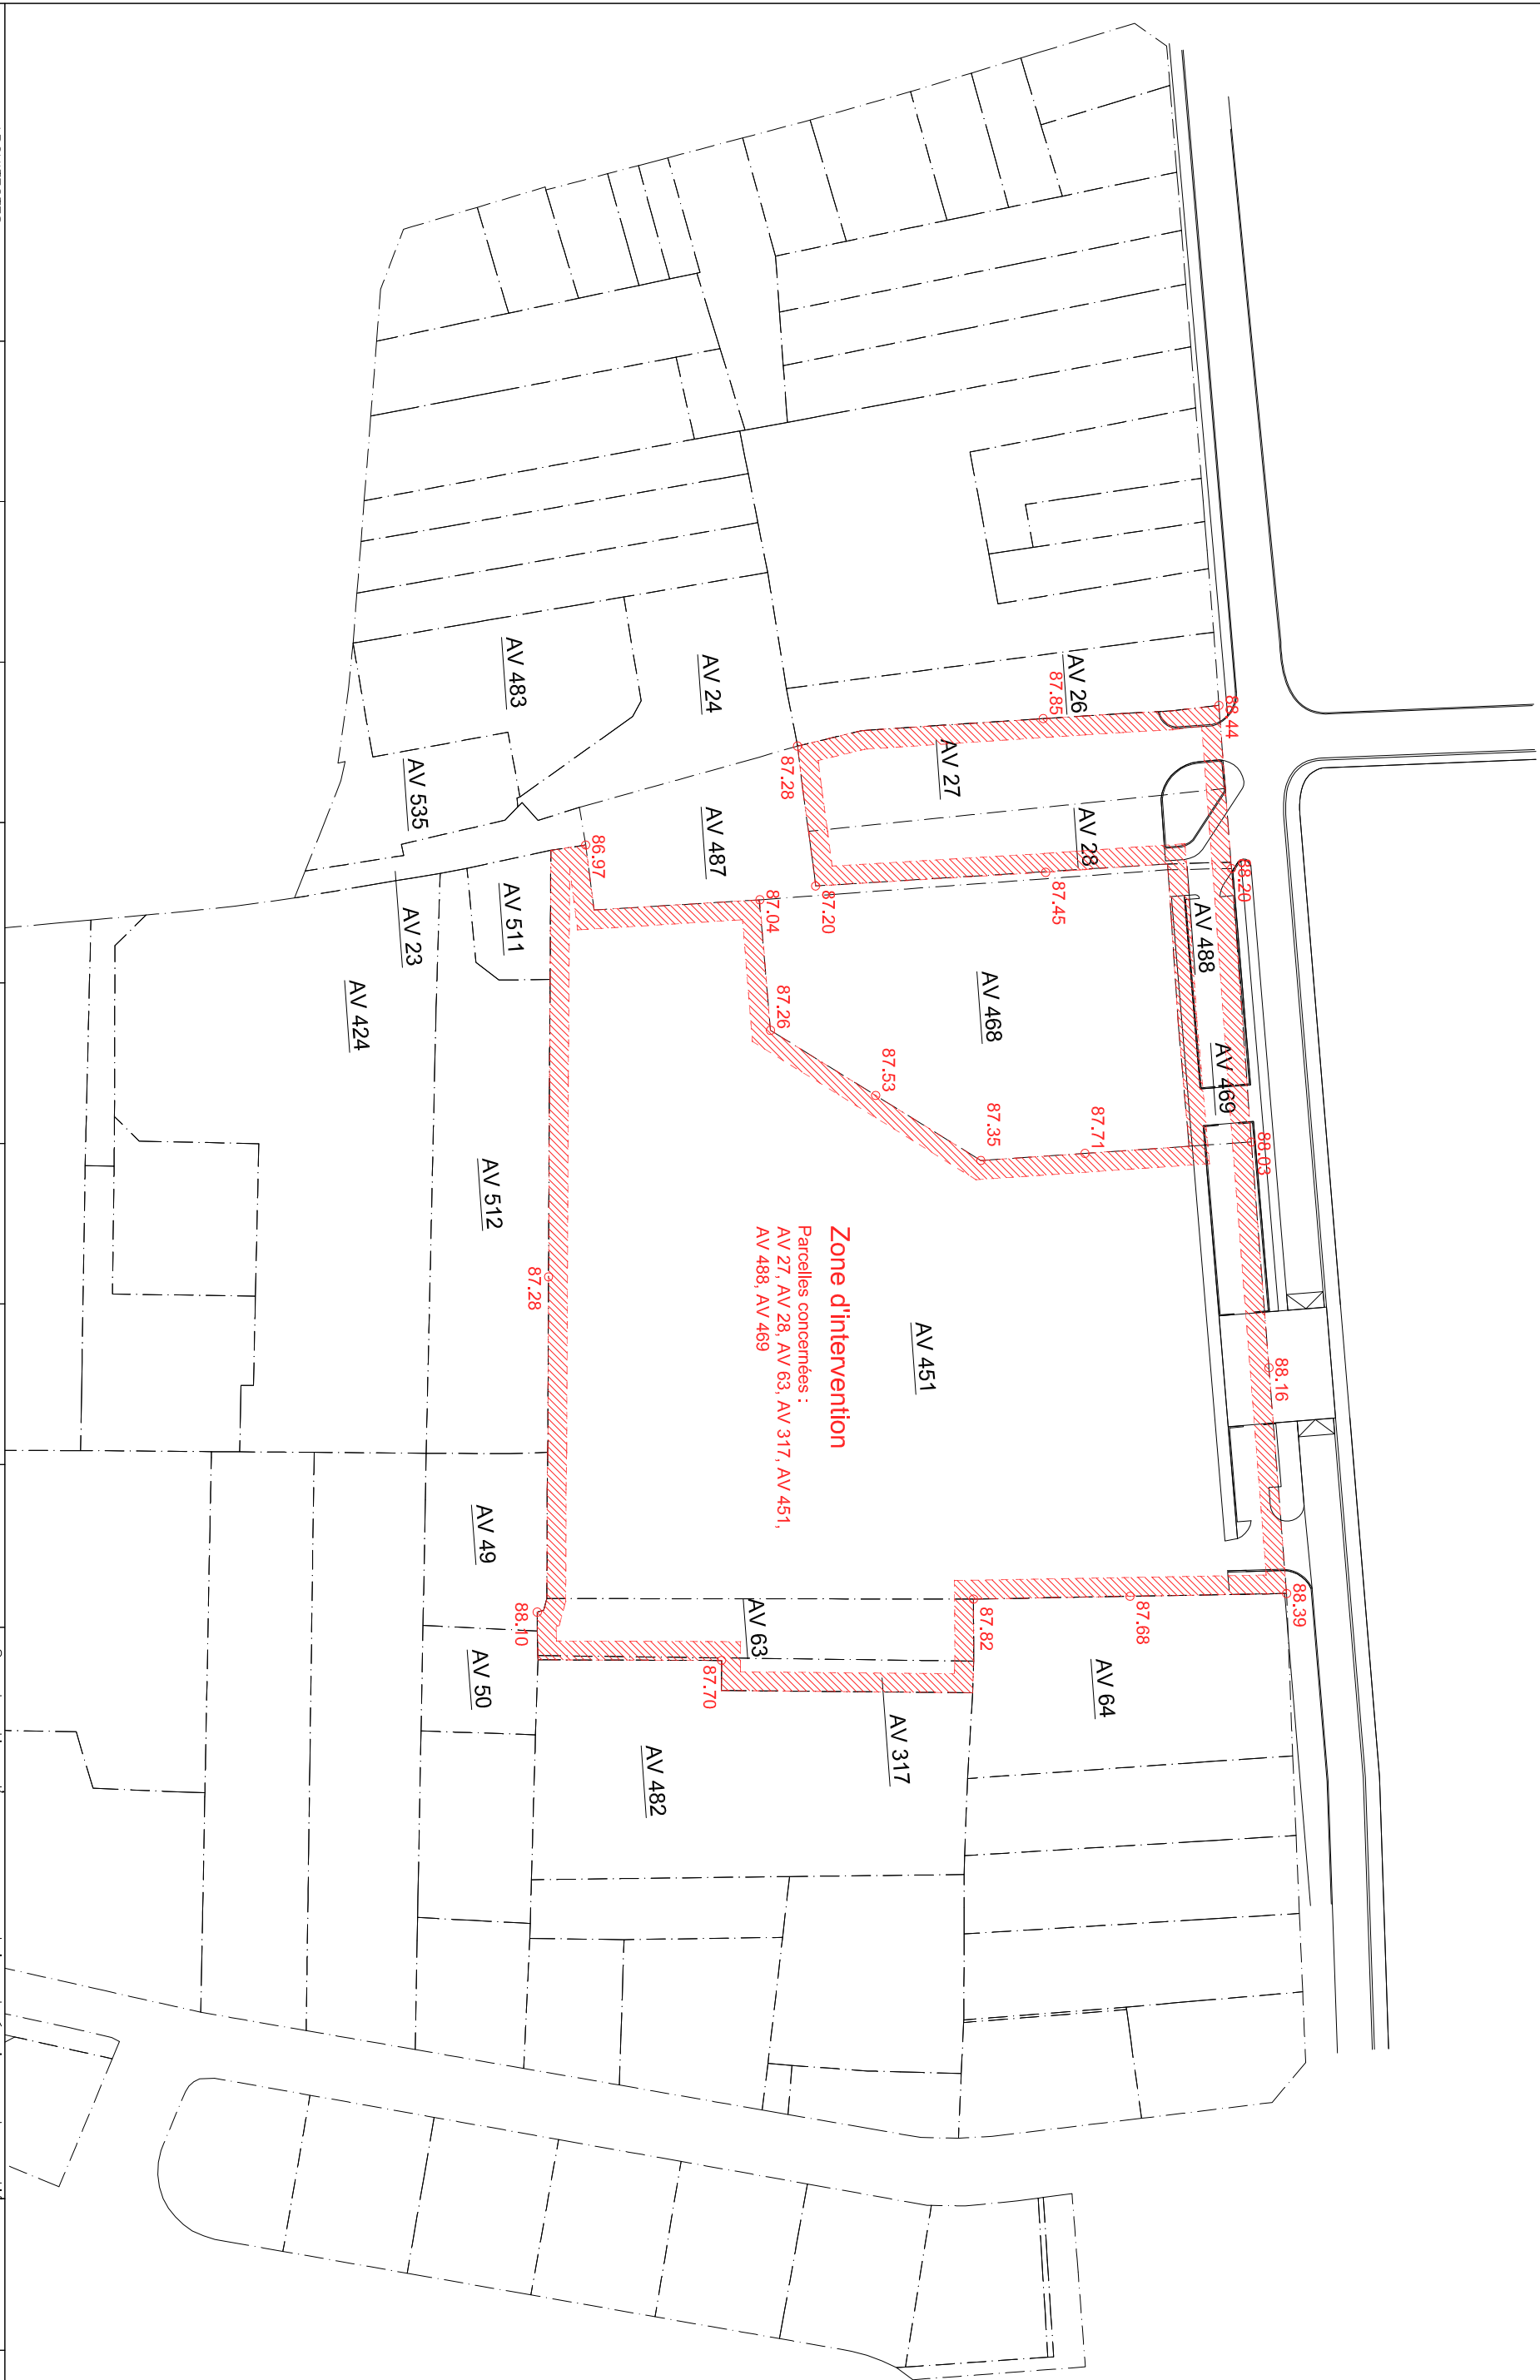 88.44
88.20
88.03
88.16
88.39
AV 26
87.85
AV 27
AV 28
87.45
AV 488
AV 469
AV 468
87.71
87.35
87.53
87.26
87.68
AV 64
87.82
AV 451
AV 317
Zone d'intervention
Parcelles concernées :
AV 27, AV 28, AV 63, AV 317, AV 451,
AV 488, AV 469
87.28
87.20
87.04
AV 24
AV 487
AV 63
87.70
AV 482
86.97
AV 483
AV 511
AV 512
87.28
88.10
AV 49
AV 50
AV 535
AV 23
AV 424